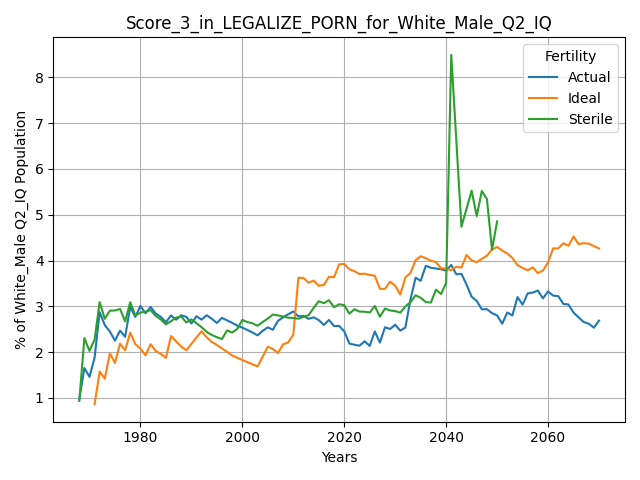 Score_3_in_LEGALIZE_PORN_for_White_Male_Q2_IQ
% of White_Male Q2_IQ Population
8
7
6
5
4
3
2
1
Fertility
Actual
Ideal
Sterile
1980
2000
2020
2040
2060
Years